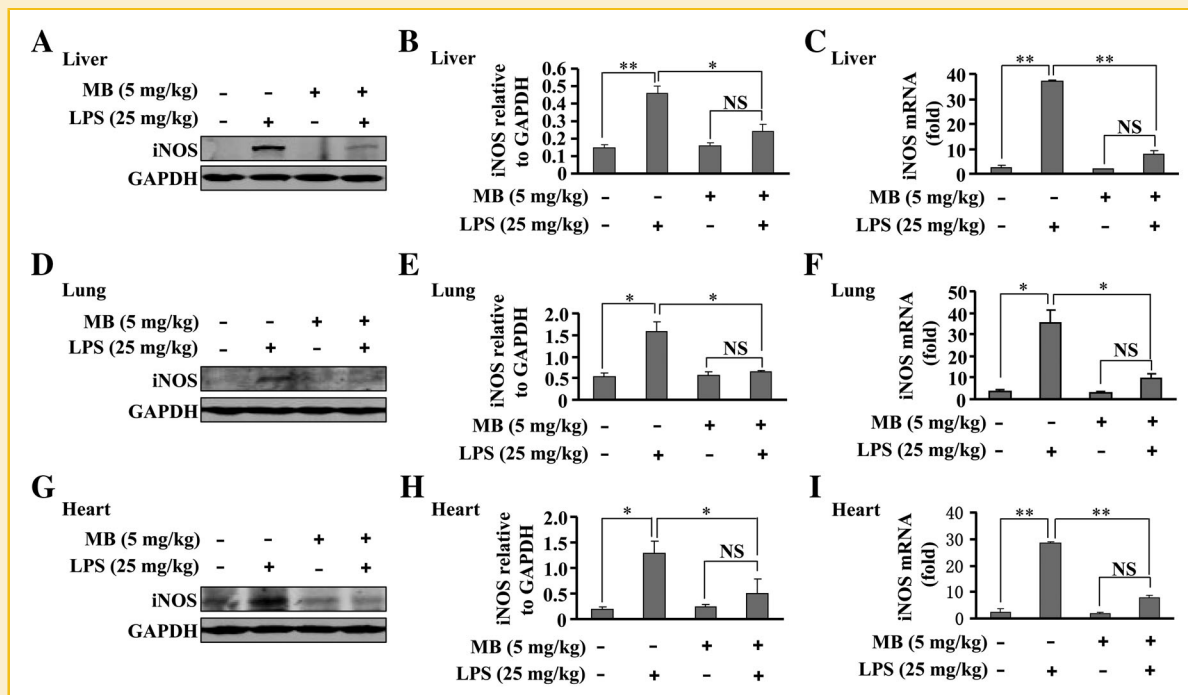 A
Liver
MB (5 mg/kg) – – + +
LPS (25 mg/kg) – + – +
iNOS
GAPDH
B
Liver
iNOS relative
to GAPDH
0.6
0.5
0.4
0.3
0.2
0.1
0
**
*
NS
MB (5 mg/kg) – – + +
LPS (25 mg/kg) – + – +
C
Liver
iNOS mRNA
(fold)
40
30
20
10
0
**
**
NS
MB (5 mg/kg) – – + +
LPS (25 mg/kg) – + – +
D
Lung
MB (5 mg/kg) – – + +
LPS (25 mg/kg) – + – +
iNOS
GAPDH
E
Lung
iNOS relative
to GAPDH
2.0
1.5
1.0
0.5
0
*
*
NS
MB (5 mg/kg) – – + +
LPS (25 mg/kg) – + – +
F
Lung
iNOS mRNA
(fold)
50
40
30
20
10
0
*
*
NS
MB (5 mg/kg) – – + +
LPS (25 mg/kg) – + – +
G
Heart
MB (5 mg/kg) – – + +
LPS (25 mg/kg) – + – +
iNOS
GAPDH
H
Heart
iNOS relative
to GAPDH
2.0
1.5
1.0
0.5
0
*
*
NS
MB (5 mg/kg) – – + +
LPS (25 mg/kg) – + – +
I
Heart
iNOS mRNA
(fold)
40
30
20
10
0
**
**
NS
MB (5 mg/kg) – – + +
LPS (25 mg/kg) – + – +